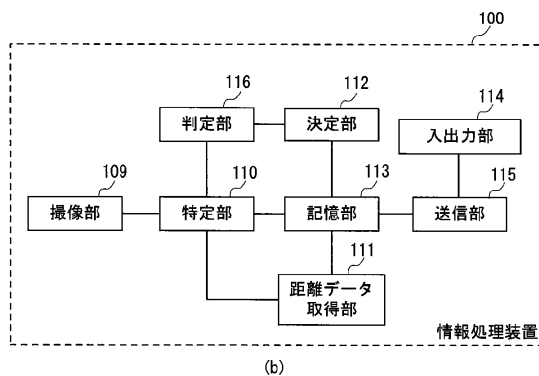 100
116
112
114
判定部
決定部
入出力部
109
110
113
115
撮像部
特定部
記憶部
送信部
111
距離データ
取得部
情報処理装置
(b)